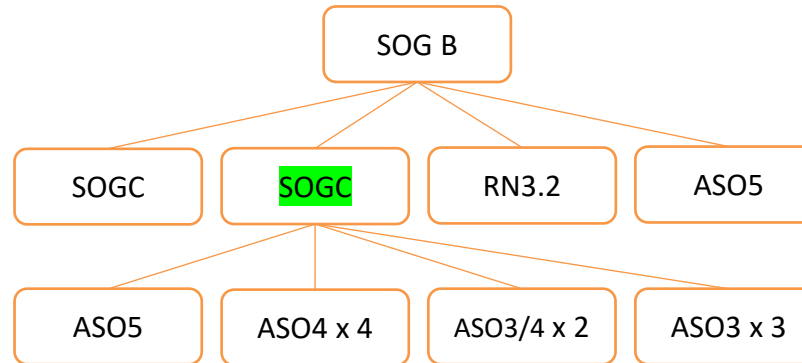 SOG B
SOGC
SOGC
RN3.2
ASO5
ASO5
ASO4 x 4
ASO3/4 x 2
ASO3 x 3